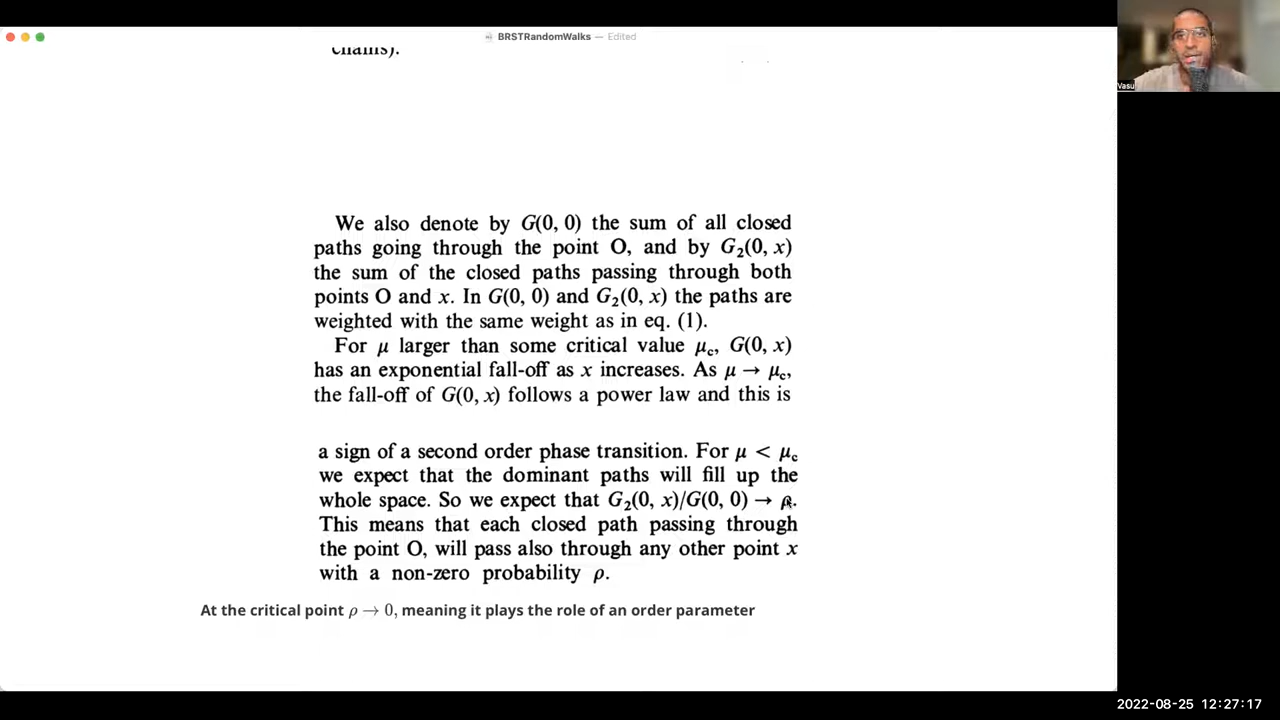 BRSTRandomWalks — Edited
chains).
We also denote by G(0, 0) the sum of all closed
paths going through the point O, and by G₂(0, x)
the sum of the closed paths passing through both
points O and x. In G(0, 0) and G₂(0, x) the paths are
weighted with the same weight as in eq. (1).
For μ larger than some critical value μ_c, G(0, x)
has an exponential fall-off as x increases. As μ → μ_c,
the fall-off of G(0, x) follows a power law and this is
a sign of a second order phase transition. For μ < μ_c
we expect that the dominant paths will fill up the
whole space. So we expect that G₂(0, x)/G(0, 0) → ρ.
This means that each closed path passing through
the point O, will pass also through any other point x
with a non-zero probability ρ.
At the critical point ρ → 0, meaning it plays the role of an order parameter
Vasu
2022-08-25 12:27:17